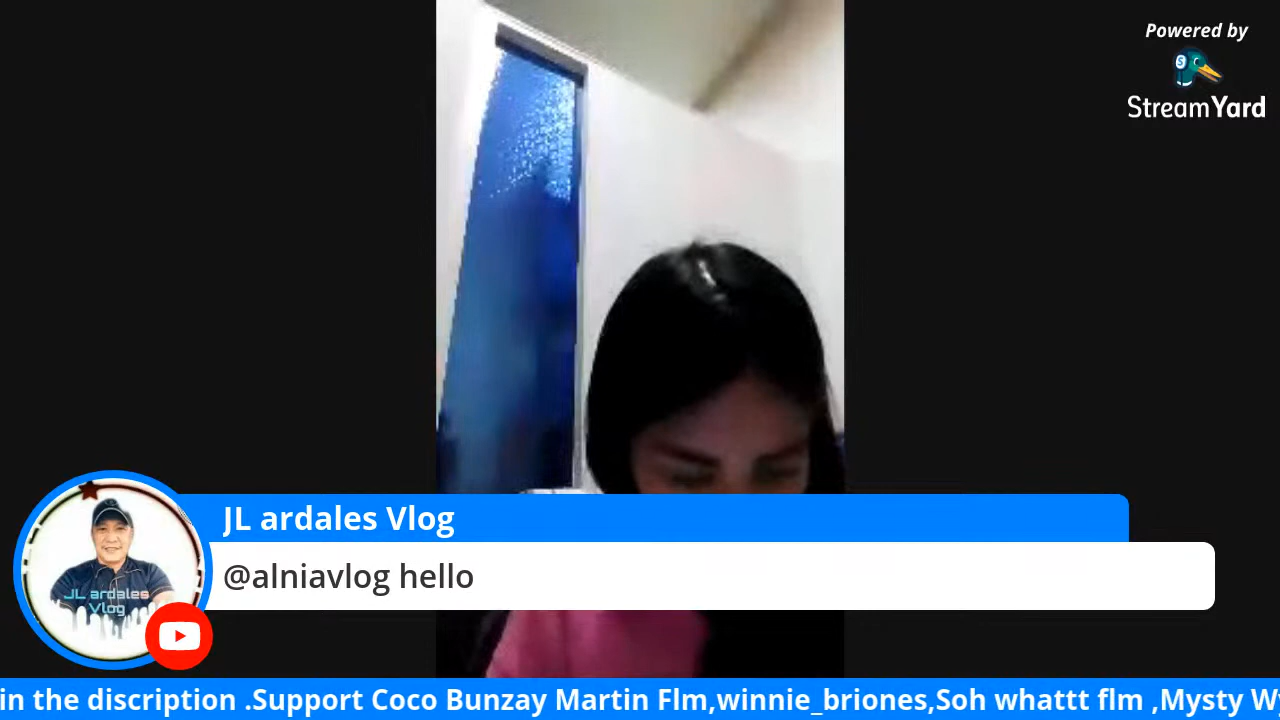 Powered by
StreamYard
JL ardales Vlog
@alniavlog hello
JL ardales
Vlog
in the discription .Support Coco Bunzay Martin Flm,winnie_briones,Soh whattt flm ,Mysty W